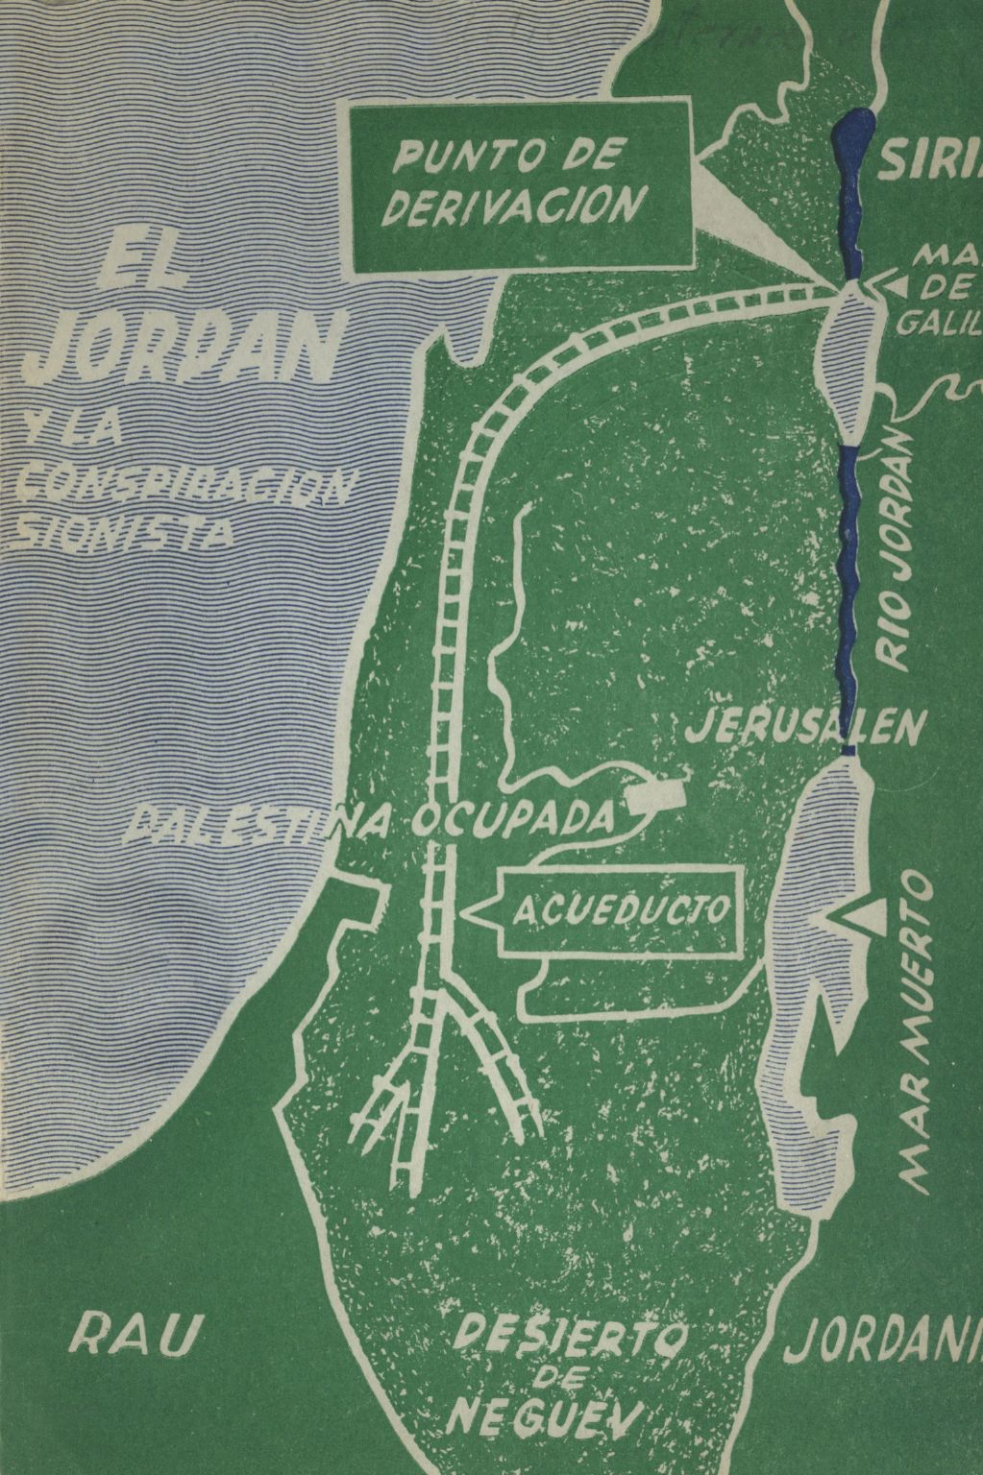 PUNTO DE
DERIVACION
SIRI
EL
JORDAN
Y LA
CONSPIRACION
SIONISTA
MA
DE
GALIL
RIO JORDAN
JERUSALEN
PALESTINA OCUPADA
ACUEDUCTO
MAR MUERTO
RAU
DESIERTO
DE
NEGUEV
JORDANI